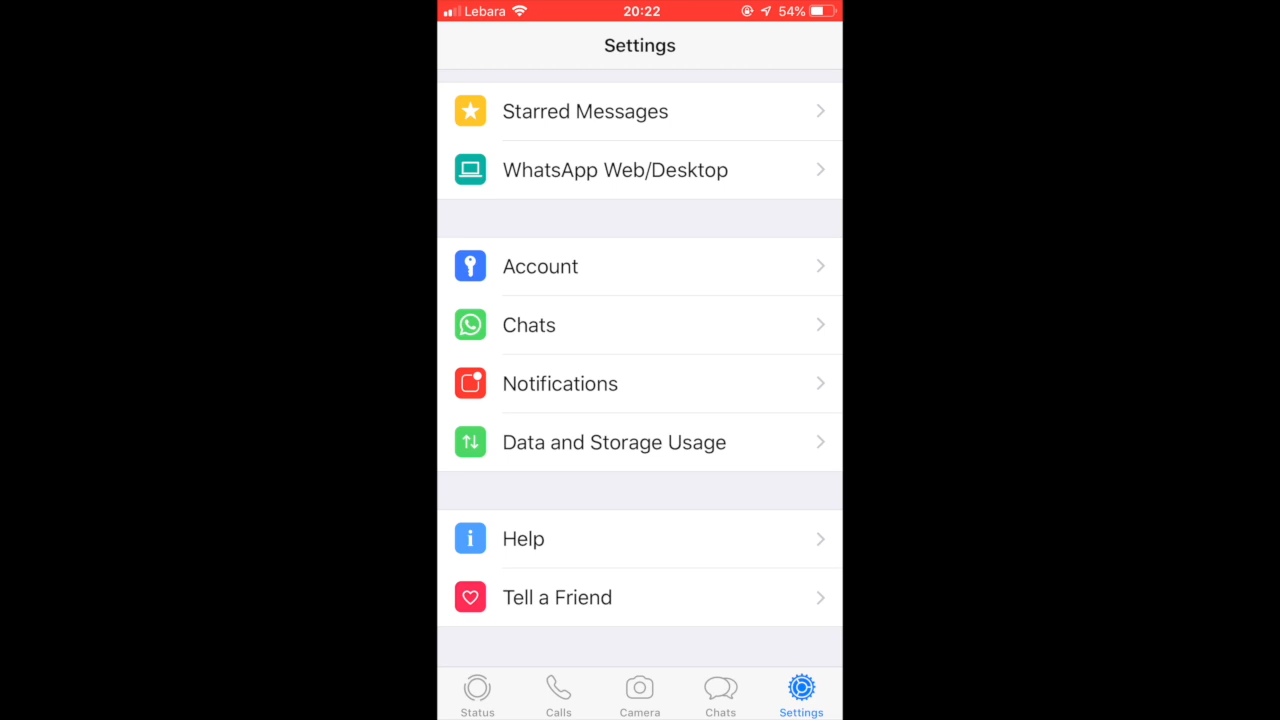 Lebara 20:22 54%
Settings
Starred Messages
WhatsApp Web/Desktop
Account
Chats
Notifications
Data and Storage Usage
Help
Tell a Friend
Status Calls Camera Chats Settings